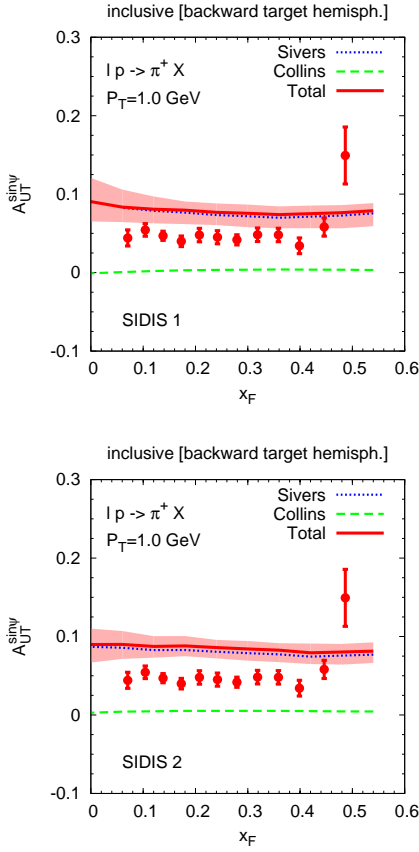 inclusive [backward target hemisph.]
0.3
0.2
0.1
0
-0.1
A_UT^sinψ
l p -> π+ X
P_T=1.0 GeV
Sivers
Collins
Total
SIDIS 1
0 0.1 0.2 0.3 0.4 0.5 0.6
x_F
inclusive [backward target hemisph.]
0.3
0.2
0.1
0
-0.1
A_UT^sinψ
l p -> π+ X
P_T=1.0 GeV
Sivers
Collins
Total
SIDIS 2
0 0.1 0.2 0.3 0.4 0.5 0.6
x_F